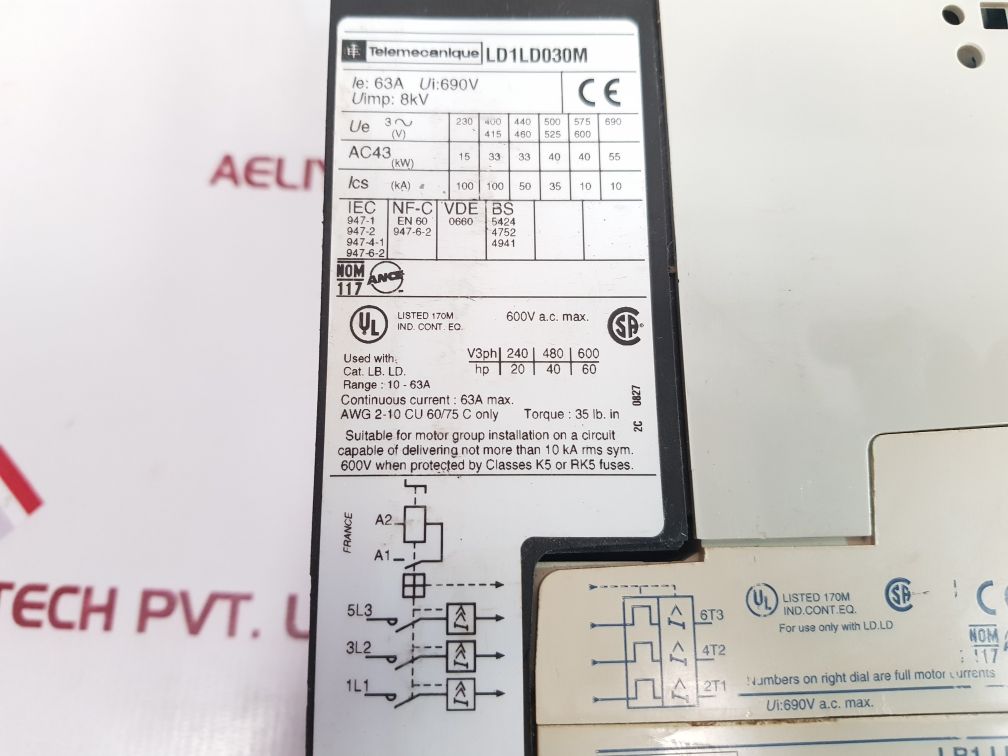 Telemecanique LD1LD030M
Ie: 63A Ui:690V
Uimp: 8kV
CE
Ue 3~ (V) 230 400 415 440 460 500 525 575 600 690
AC43 (kW) 15 33 33 40 40 55
Ics (kA) 100 100 50 35 10 10
IEC 947-1 947-2 947-4-1 947-6-2
NF-C EN 60 947-6-2
VDE 0660
BS 5424 4752 4941
NOM 117 ANCE
UL LISTED 170M IND. CONT. EQ. 600V a.c. max. SA
Used with:
Cat. LB. LD.
V3ph 240 480 600
hp 20 40 60
Range : 10 - 63A
Continuous current : 63A max.
AWG 2-10 CU 60/75 C only Torque : 35 lb. in
2C 0827
Suitable for motor group installation on a circuit
capable of delivering not more than 10 kA rms sym.
600V when protected by Classes K5 or RK5 fuses.
FRANCE
A2
A1
5L3
3L2
1L1
6T3
4T2
2T1
UL LISTED 170M IND.CONT.EQ. SA
For use only with LD.LD
NOM 117
Numbers on right dial are full motor currents
Ui:690V a.c. max.
AELIY
TECH PVT.